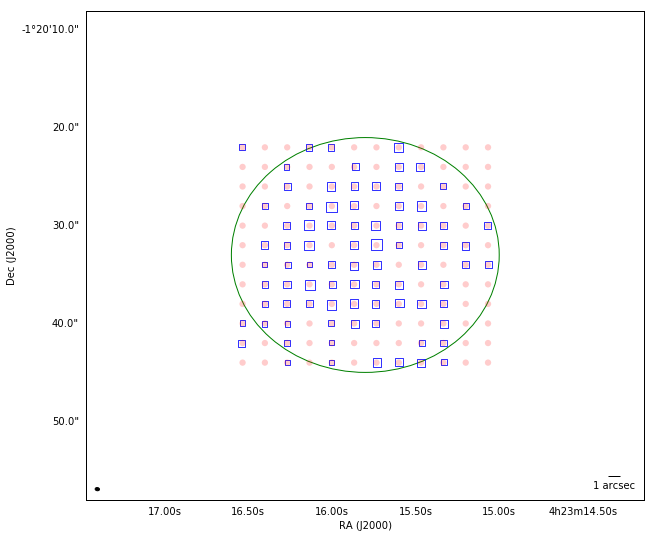 -1°20'10.0"
20.0"
30.0"
40.0"
50.0"
Dec (J2000)
1 arcsec
17.00s 16.50s 16.00s 15.50s 15.00s 4h23m14.50s
RA (J2000)